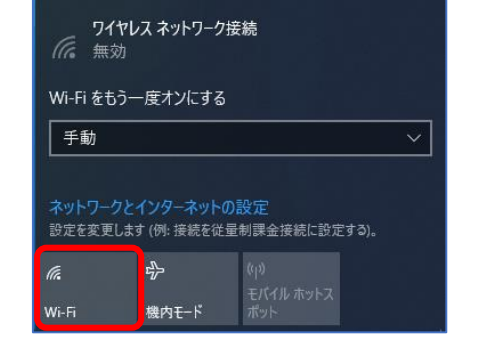 ワイヤレス ネットワーク接続
無効
Wi-Fi をもう一度オンにする
手動
ネットワークとインターネットの設定
設定を変更します (例: 接続を従量制課金接続に設定する)。
Wi-Fi
機内モード
モバイル ホットス
ポット